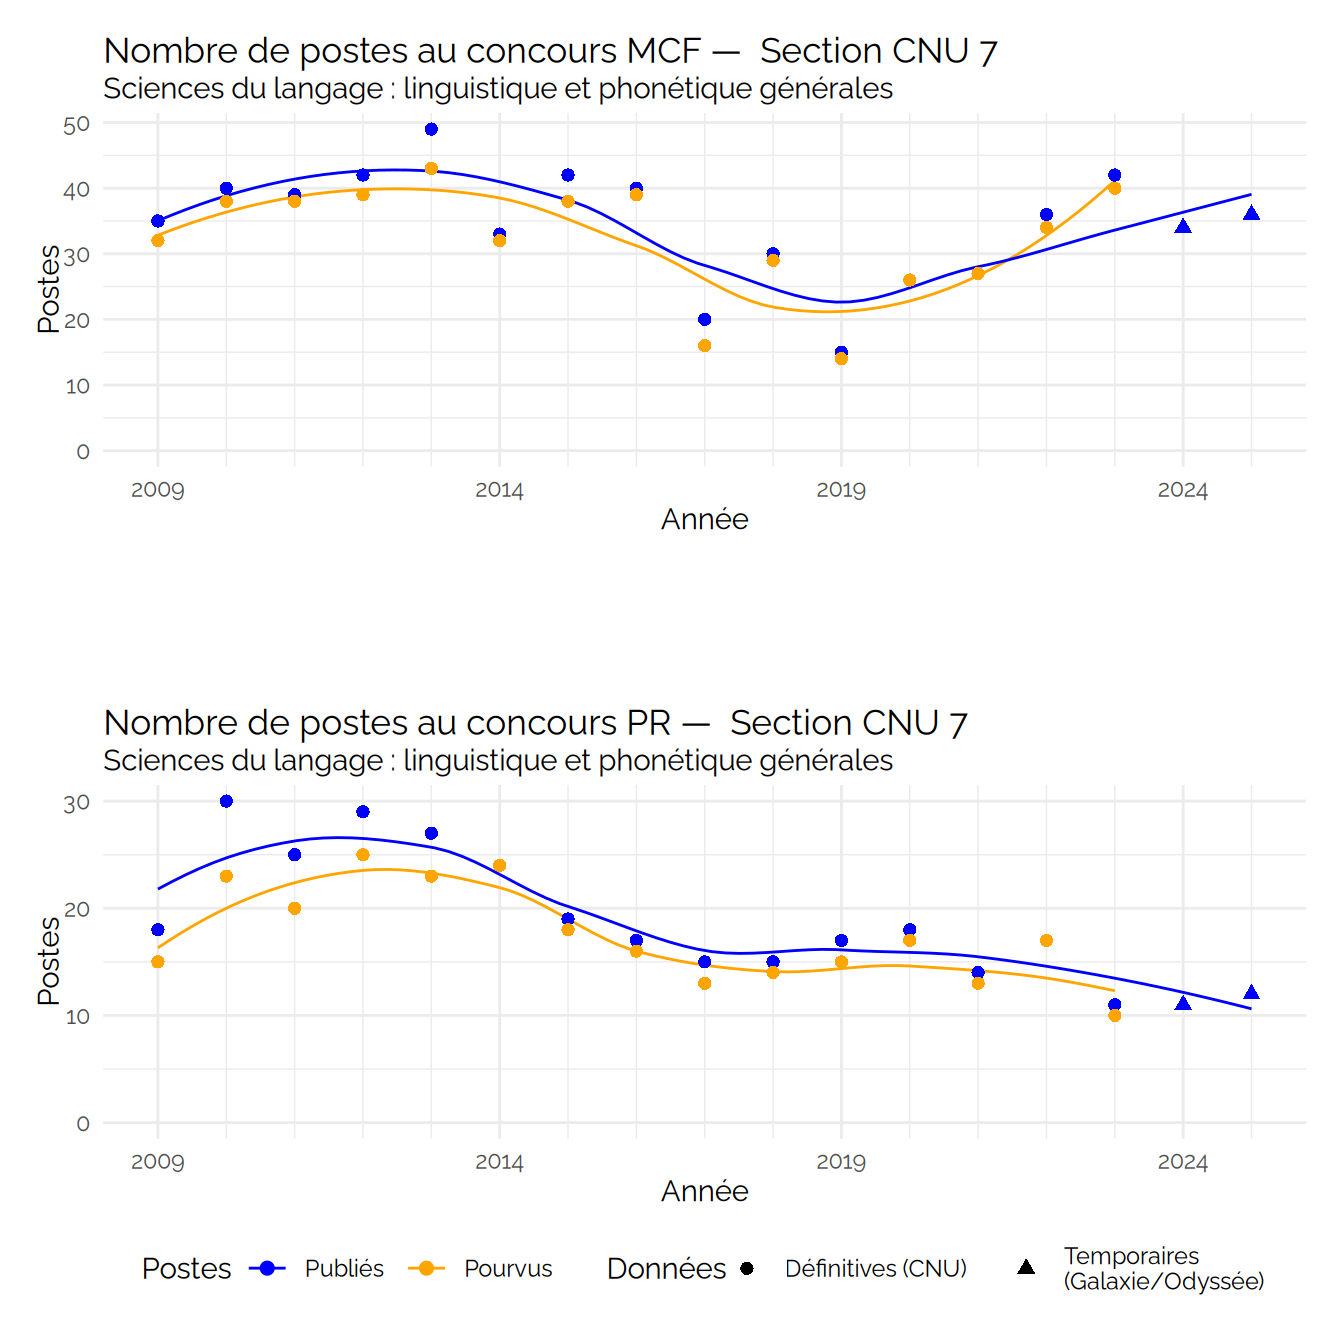 Nombre de postes au concours MCF —  Section CNU 7
Sciences du langage : linguistique et phonétique générales
50
40
30
20
10
0
Postes
2009
2014
2019
2024
Année
Nombre de postes au concours PR —  Section CNU 7
Sciences du langage : linguistique et phonétique générales
30
20
10
0
Postes
2009
2014
2019
2024
Année
Postes
Publiés
Pourvus
Données
Définitives (CNU)
Temporaires
(Galaxie/Odyssée)